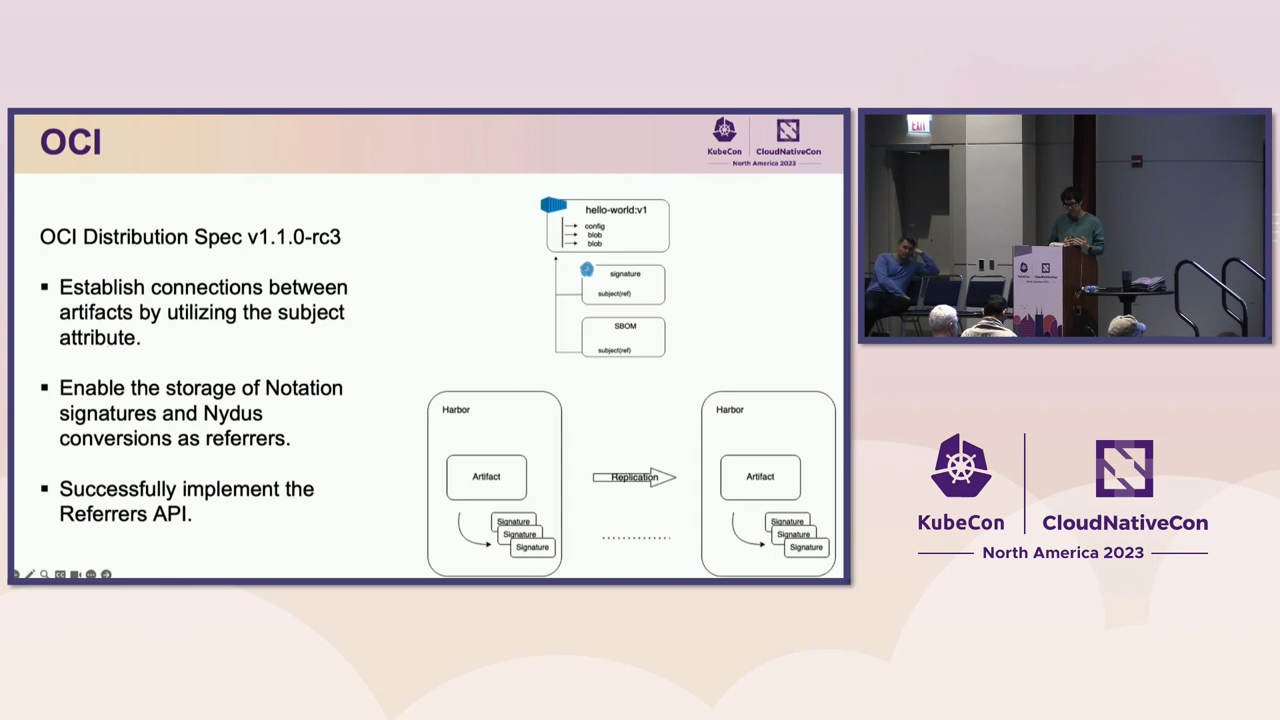 OCI
KubeCon
CloudNativeCon
North America 2023
OCI Distribution Spec v1.1.0-rc3
▪ Establish connections between
artifacts by utilizing the subject
attribute.
▪ Enable the storage of Notation
signatures and Nydus
conversions as referrers.
▪ Successfully implement the
Referrers API.
hello-world:v1
config
blob
blob
signature
subject(ref)
SBOM
subject(ref)
Harbor
Artifact
Signature
Signature
Signature
Replication
Harbor
Artifact
Signature
Signature
Signature
EXIT
KubeCon
CloudNativeCon
North America 2023